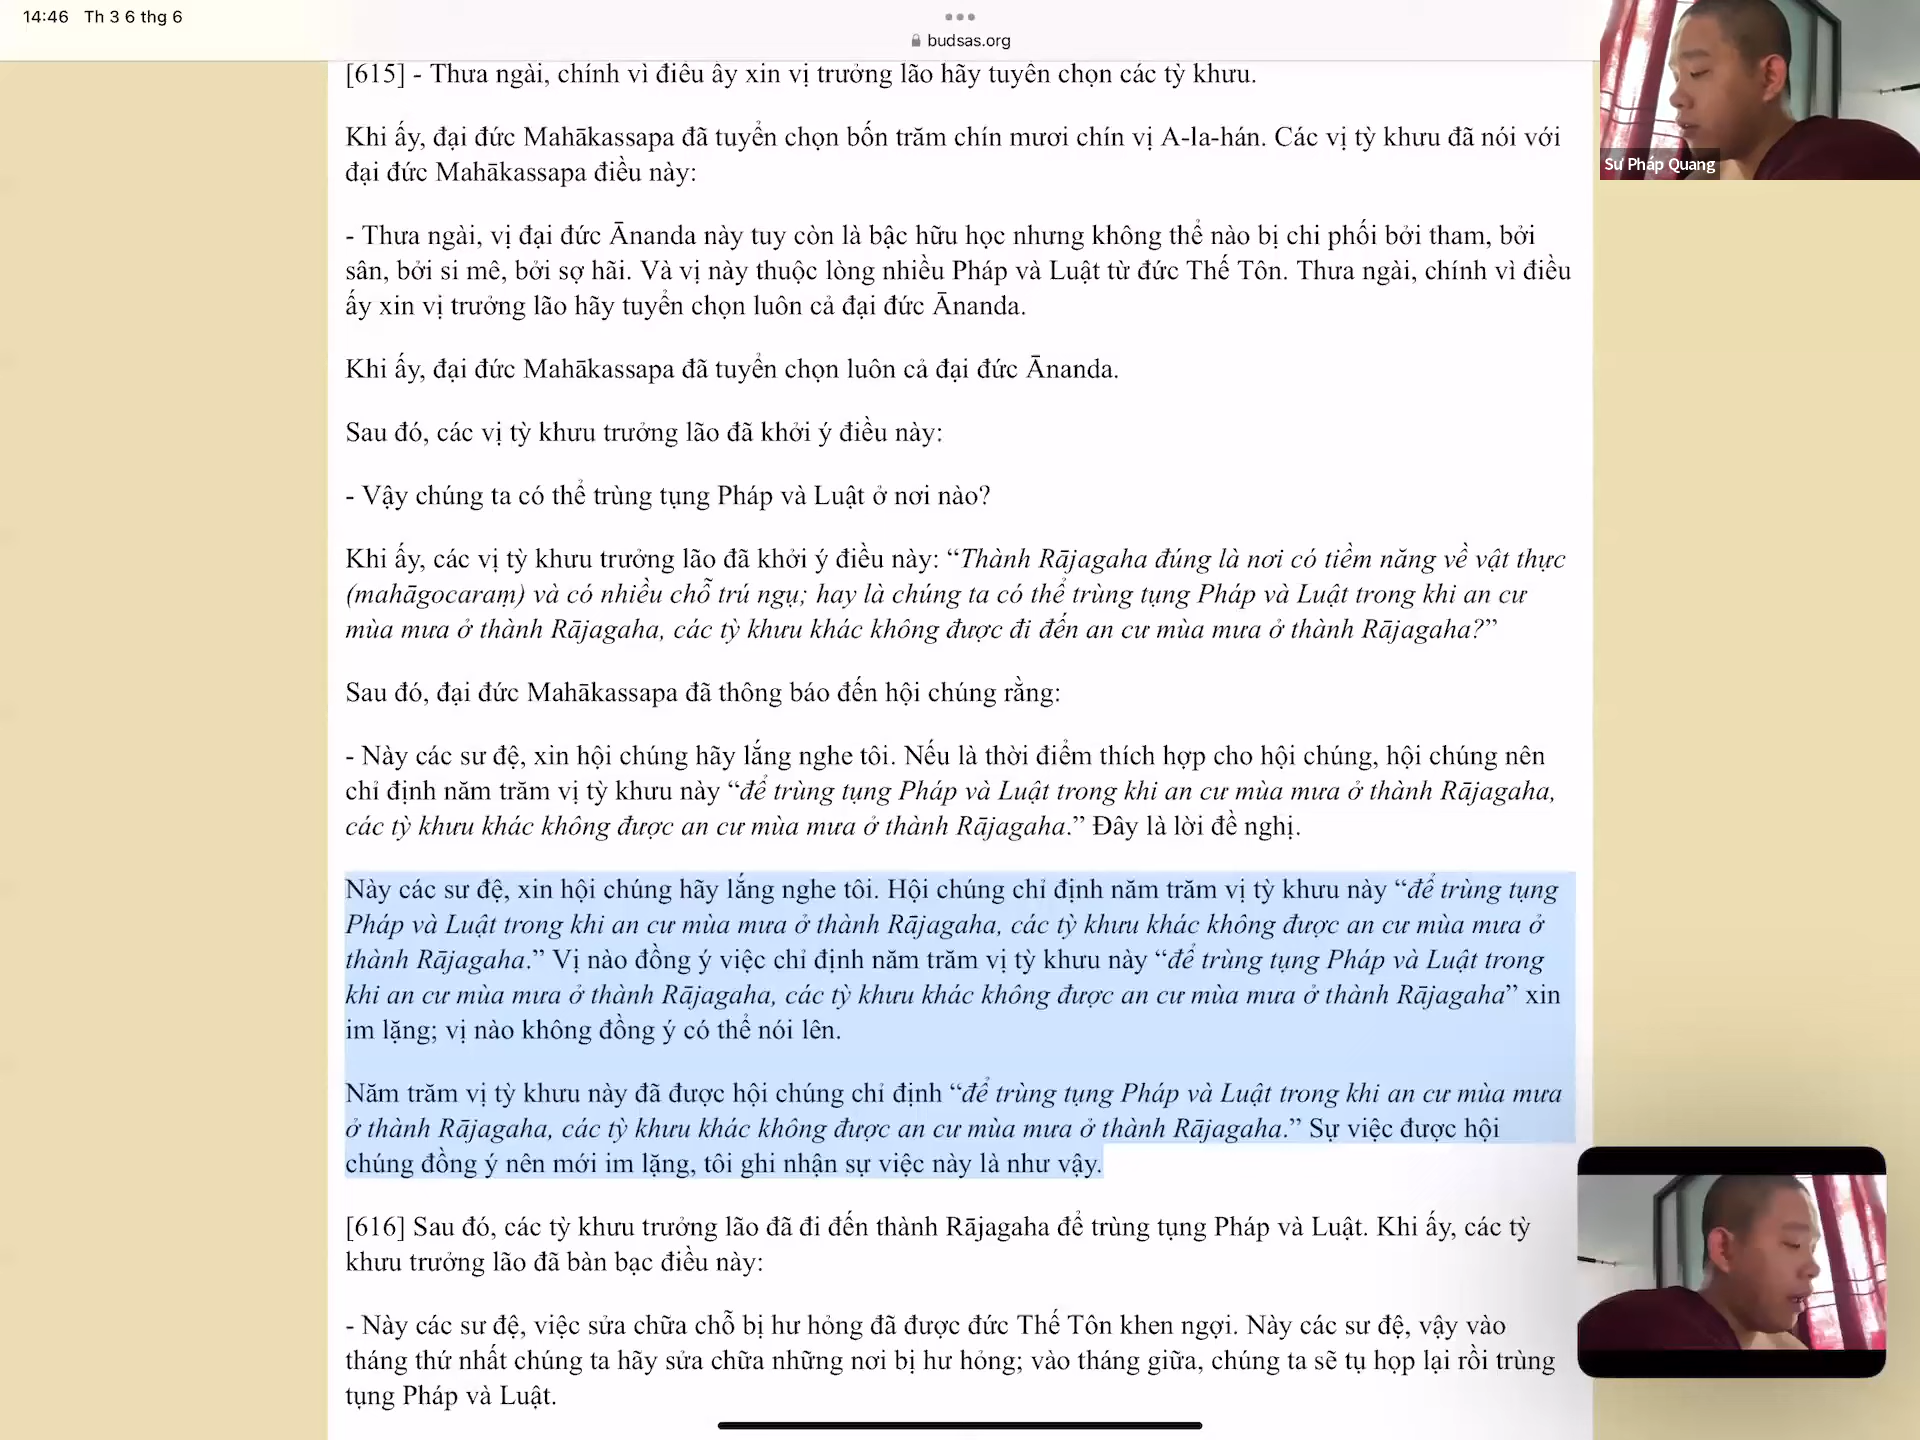 14:46 Th 3 6 thg 6
budsas.org
[615] - Thưa ngài, chính vì điều ấy xin vị trưởng lão hãy tuyển chọn các tỳ khưu.
Sư Pháp Quang
Khi ấy, đại đức Mahākassapa đã tuyển chọn bốn trăm chín mươi chín vị A-la-hán. Các vị tỳ khưu đã nói với
đại đức Mahākassapa điều này:
- Thưa ngài, vị đại đức Ānanda này tuy còn là bậc hữu học nhưng không thể nào bị chi phối bởi tham, bởi
sân, bởi si mê, bởi sợ hãi. Và vị này thuộc lòng nhiều Pháp và Luật từ đức Thế Tôn. Thưa ngài, chính vì điều
ấy xin vị trưởng lão hãy tuyển chọn luôn cả đại đức Ānanda.
Khi ấy, đại đức Mahākassapa đã tuyển chọn luôn cả đại đức Ānanda.
Sau đó, các vị tỳ khưu trưởng lão đã khởi ý điều này:
- Vậy chúng ta có thể trùng tụng Pháp và Luật ở nơi nào?
Khi ấy, các vị tỳ khưu trưởng lão đã khởi ý điều này: “Thành Rājagaha đúng là nơi có tiềm năng về vật thực
(mahāgocaraṃ) và có nhiều chỗ trú ngụ; hay là chúng ta có thể trùng tụng Pháp và Luật trong khi an cư
mùa mưa ở thành Rājagaha, các tỳ khưu khác không được đi đến an cư mùa mưa ở thành Rājagaha?”
Sau đó, đại đức Mahākassapa đã thông báo đến hội chúng rằng:
- Này các sư đệ, xin hội chúng hãy lắng nghe tôi. Nếu là thời điểm thích hợp cho hội chúng, hội chúng nên
chỉ định năm trăm vị tỳ khưu này “để trùng tụng Pháp và Luật trong khi an cư mùa mưa ở thành Rājagaha,
các tỳ khưu khác không được an cư mùa mưa ở thành Rājagaha.” Đây là lời đề nghị.
Này các sư đệ, xin hội chúng hãy lắng nghe tôi. Hội chúng chỉ định năm trăm vị tỳ khưu này “để trùng tụng
Pháp và Luật trong khi an cư mùa mưa ở thành Rājagaha, các tỳ khưu khác không được an cư mùa mưa ở
thành Rājagaha.” Vị nào đồng ý việc chỉ định năm trăm vị tỳ khưu này “để trùng tụng Pháp và Luật trong
khi an cư mùa mưa ở thành Rājagaha, các tỳ khưu khác không được an cư mùa mưa ở thành Rājagaha” xin
im lặng; vị nào không đồng ý có thể nói lên.
Năm trăm vị tỳ khưu này đã được hội chúng chỉ định “để trùng tụng Pháp và Luật trong khi an cư mùa mưa
ở thành Rājagaha, các tỳ khưu khác không được an cư mùa mưa ở thành Rājagaha.” Sự việc được hội
chúng đồng ý nên mới im lặng, tôi ghi nhận sự việc này là như vậy.
[616] Sau đó, các tỳ khưu trưởng lão đã đi đến thành Rājagaha để trùng tụng Pháp và Luật. Khi ấy, các tỳ
khưu trưởng lão đã bàn bạc điều này:
- Này các sư đệ, việc sửa chữa chỗ bị hư hỏng đã được đức Thế Tôn khen ngợi. Này các sư đệ, vậy vào
tháng thứ nhất chúng ta hãy sửa chữa những nơi bị hư hỏng; vào tháng giữa, chúng ta sẽ tụ họp lại rồi trùng
tụng Pháp và Luật.